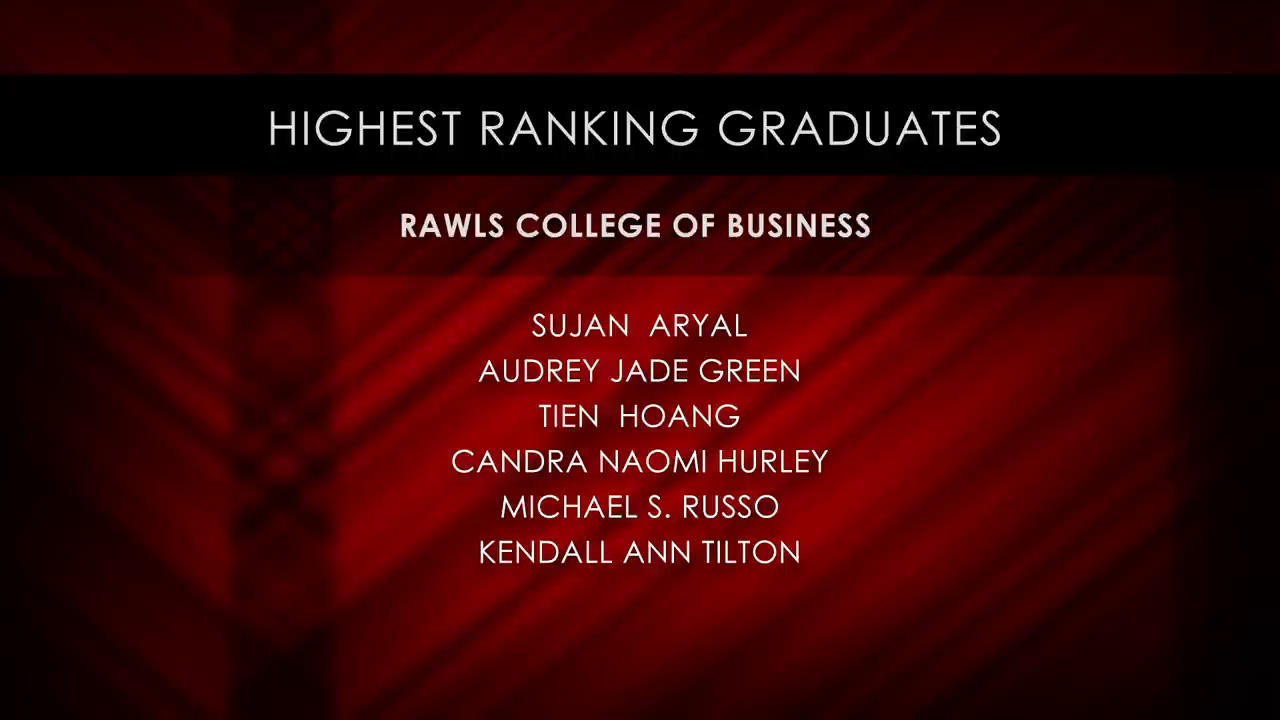 HIGHEST RANKING GRADUATES
RAWLS COLLEGE OF BUSINESS
SUJAN  ARYAL
AUDREY JADE GREEN
TIEN  HOANG
CANDRA NAOMI HURLEY
MICHAEL S. RUSSO
KENDALL ANN TILTON